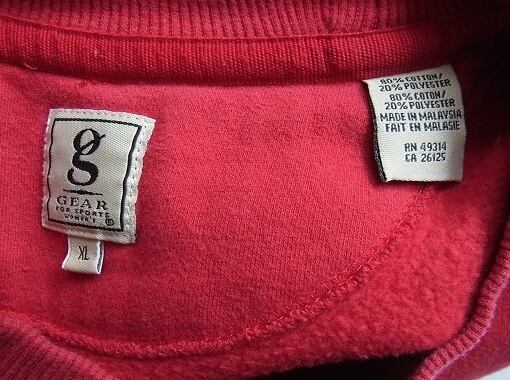 g
GEAR
FOR SPORTS
WOMEN'S ®
XL
80% COTTON/
20% POLYESTER
80% COTON/
20% POLYESTER
MADE IN MALAYSIA
FAIT EN MALASIE
RN 49314
CA 26125